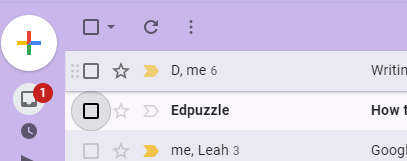 D, me 6 Writin
1
Edpuzzle How t
me, Leah 3 Googl